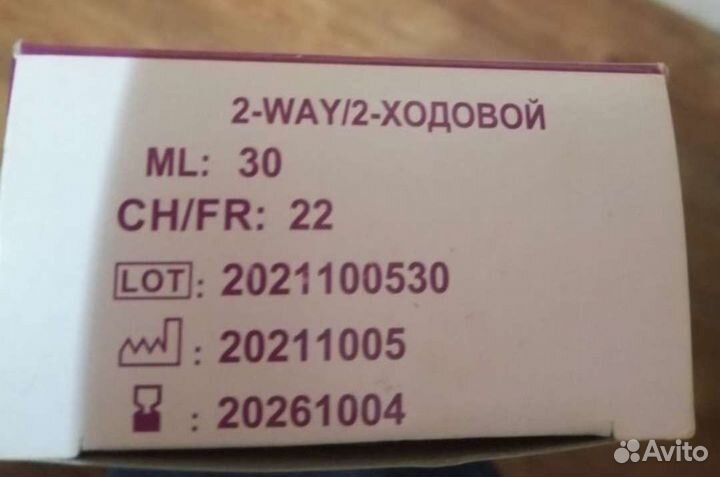 2-WAY/2-ХОДОВОЙ
ML: 30
CH/FR: 22
LOT: 2021100530
: 20211005
: 20261004
Avito